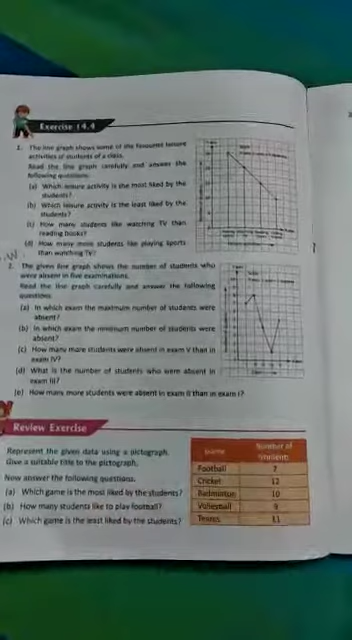 Exercise 14.4
1. The line graph shows some of the favourite leisure
activities of students of a class.
Read the line graph carefully and answer the
following questions.
(a) Which leisure activity is the most liked by the
students?
(b) Which leisure activity is the least liked by the
students?
(c) How many students like watching TV than
reading books?
(d) How many more students like playing sports
than watching TV?
2. The given line graph shows the number of students who
were absent in five examinations.
Read the line graph carefully and answer the following
questions.
(a) In which exam the maximum number of students were
absent?
(b) In which exam the minimum number of students were
absent?
(c) How many more students were absent in exam V than in
exam IV?
(d) What is the number of students who were absent in
exam III?
(e) How many more students were absent in exam II than in exam I?
Review Exercise
Represent the given data using a pictograph.
Give a suitable title to the pictograph.
Now answer the following questions.
(a) Which game is the most liked by the students?
(b) How many students like to play football?
(c) Which game is the least liked by the students?
Game Number of
Students
Football 7
Cricket 12
Badminton 10
Volleyball 9
Tennis 11